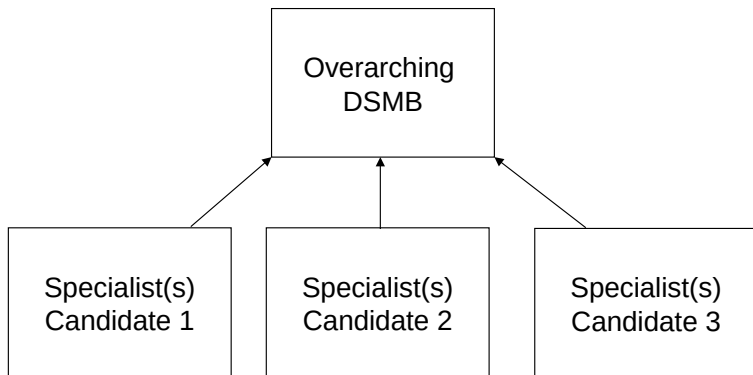 Overarching
DSMB
Specialist(s)
Candidate 1
Specialist(s)
Candidate 2
Specialist(s)
Candidate 3